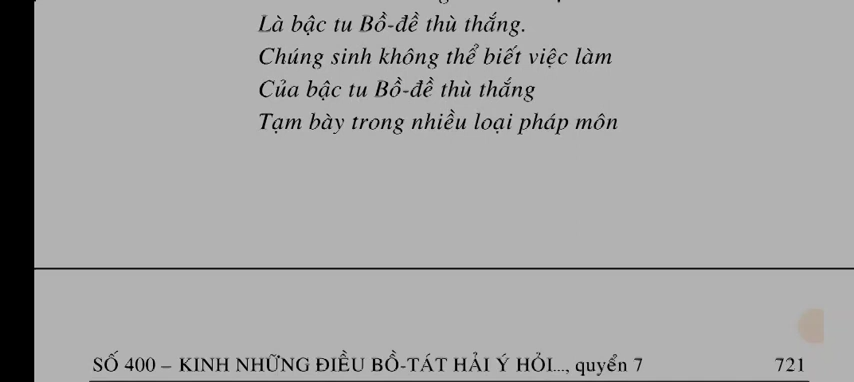 Là bậc tu Bồ-đề thù thắng.
Chúng sinh không thể biết việc làm
Của bậc tu Bồ-đề thù thắng
Tạm bày trong nhiều loại pháp môn
SỐ 400 – KINH NHỮNG ĐIỀU BỒ-TÁT HẢI Ý HỎI..., quyển 7 721